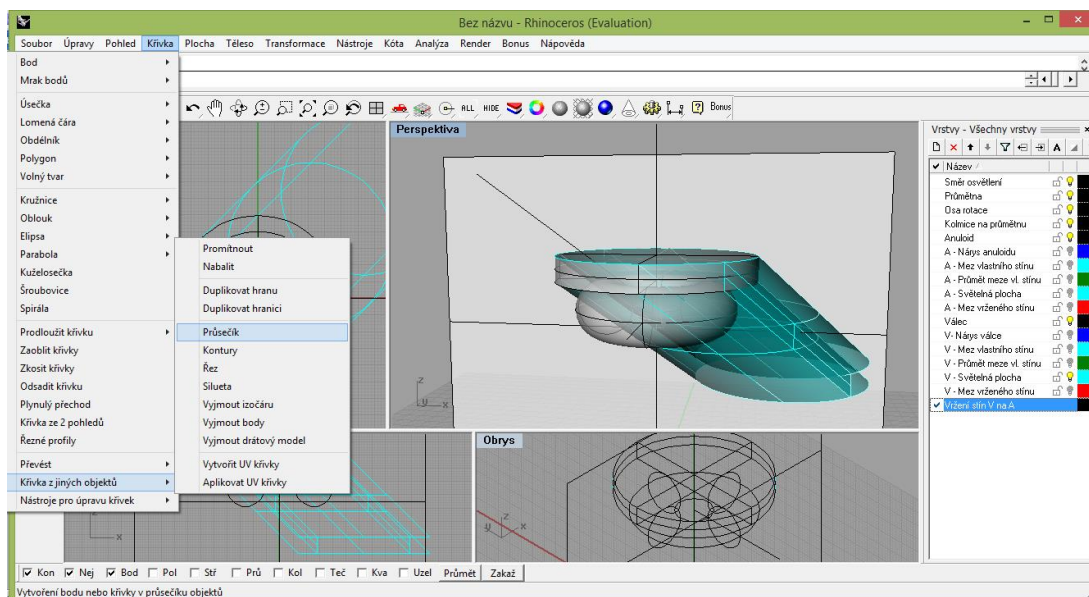 Bez názvu - Rhinoceros (Evaluation)
Soubor Úpravy Pohled Křivka Plocha Těleso Transformace Nástroje Kóta Analýza Render Bonus Nápověda
Bod
Mrak bodů
Úsečka
Lomená čára
Obdélník
Polygon
Volný tvar
Kružnice
Oblouk
Elipsa
Parabola
Kuželosečka
Šroubovice
Spirála
Prodloužit křivku
Zaoblit křivky
Zkosit křivky
Odsadit křivku
Plynulý přechod
Křivka ze 2 pohledů
Řezné profily
Převést
Křivka z jiných objektů
Nástroje pro úpravu křivek
Promítnout
Nabalit
Duplikovat hranu
Duplikovat hranici
Průsečík
Kontury
Řez
Silueta
Vyjmout izočáru
Vyjmout body
Vyjmout drátový model
Vytvořit UV křivky
Aplikovat UV křivky
ALL HIDE Bonus
Perspektiva
z
y x
Obrys
z
y x
x
Vrstvy - Všechny vrstvy
Název
Směr osvětlení
Průmětna
Osa rotace
Kolmice na průmětnu
Anuloid
A - Nárys anuloidu
A - Mez vlastního stínu
A - Průmět meze vl. stínu
A - Světelná plocha
A - Mez vrženého stínu
Válec
V- Nárys válce
V - Mez vlastního stínu
V - Průmět meze vl. stínu
V - Světelná plocha
V - Mez vrženého stínu
Vržení stín V na A
Kon Nej Bod Pol Stř Prů Kol Teč Kva Uzel Průmět Zakaž
Vytvoření bodu nebo křivky v průsečíku objektů